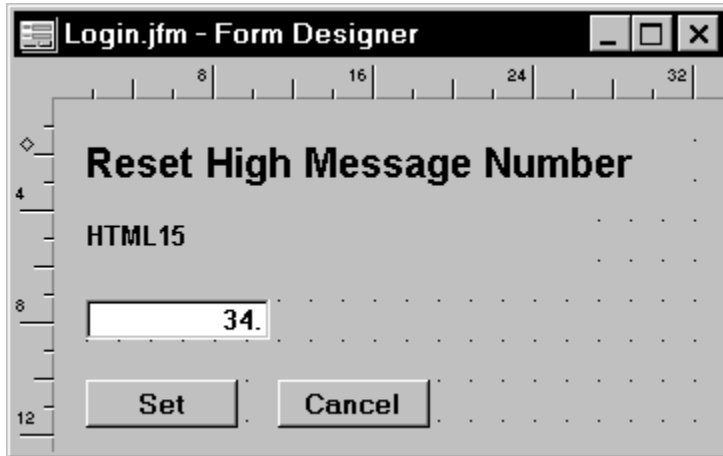 Login.jfm - Form Designer
8 16 24 32
Reset High Message Number
4
HTML15
8
34.
Set Cancel
12